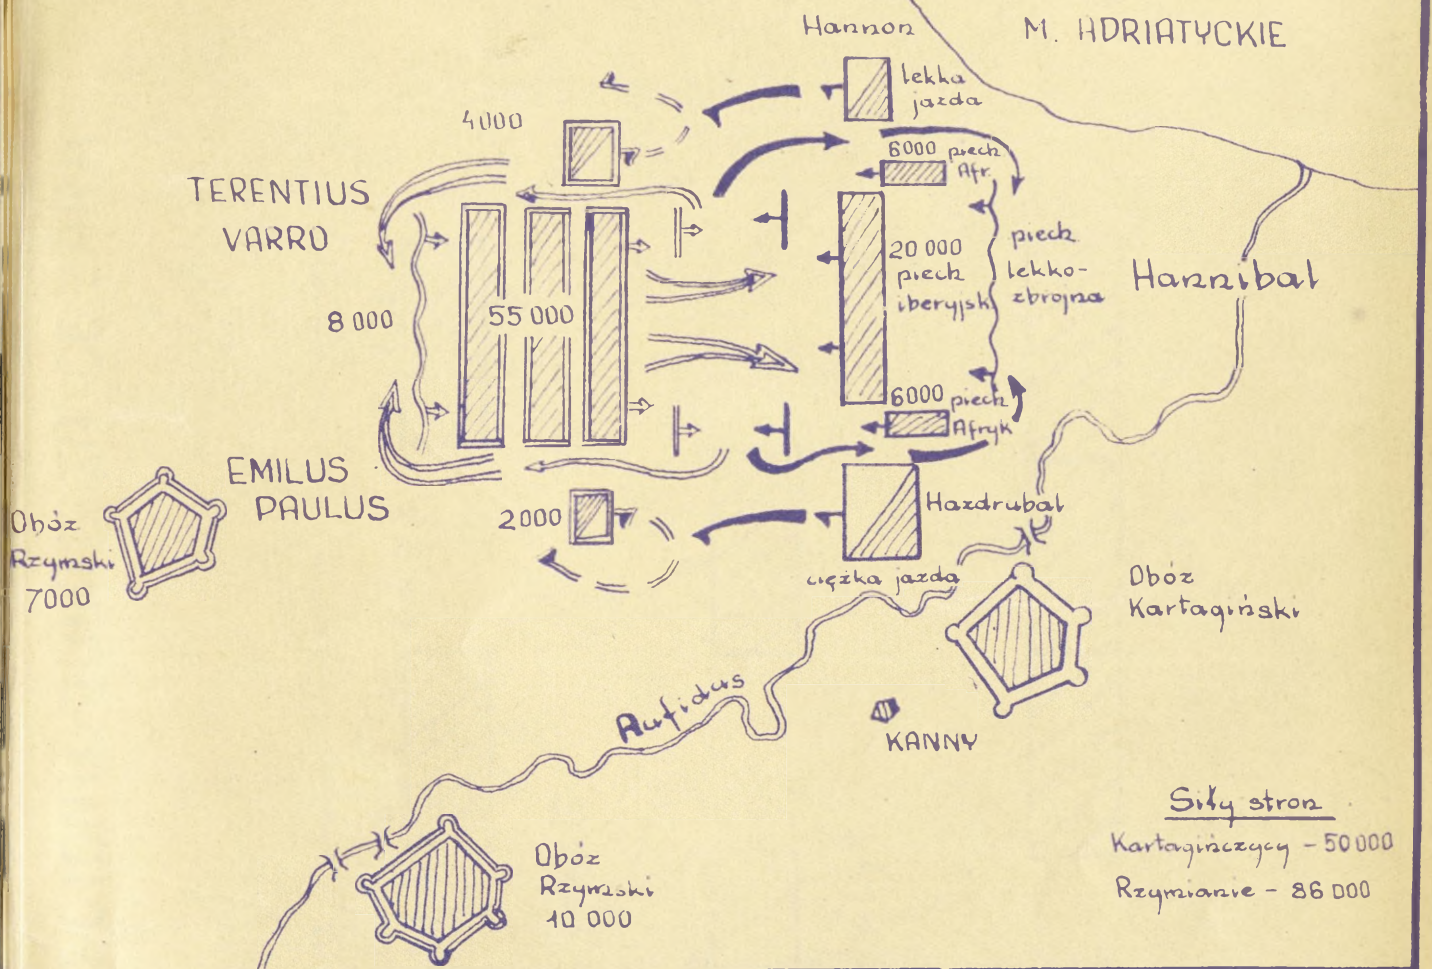 Hannon
M. ADRIATYCKIE
lekka
jazda
4000
6000 piech
Afr.
TERENTIUS
VARRO
piech
lekko-
zbrojna
20 000
piech
iberyjsk
Hannibal
8 000
55 000
6000 piech
Afryk
EMILUS
PAULUS
2000
Hazdrubal
ciężka jazda
Obóz
Rzymski
7000
Obóz
Kartagiński
Aufidus
KANNY
Siły stron
Kartagińczycy - 50 000
Rzymianie - 86 000
Obóz
Rzymski
10 000